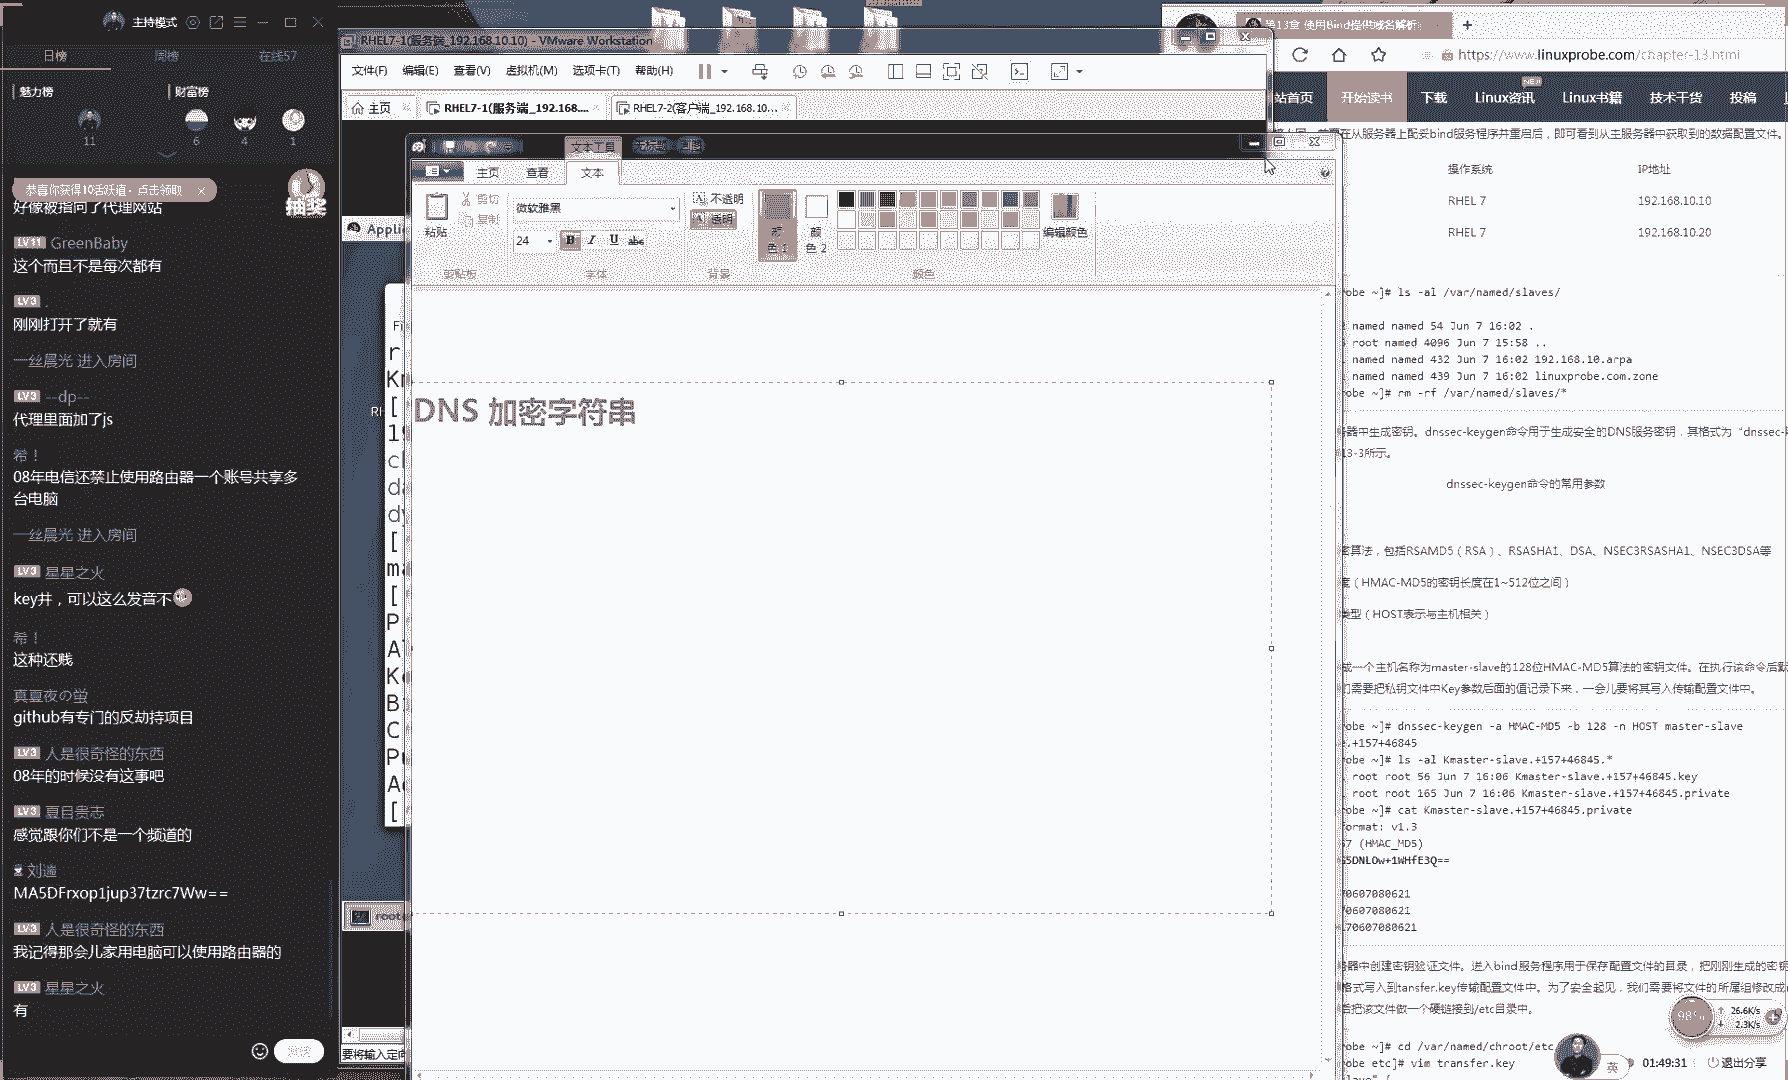 主持模式
日榜
周榜
在线57
魅力榜
财富榜
11
6
4
1
恭喜你获得10活跃值，点击领取
抽奖
好像被指向了代理网站
LV11 GreenBaby
这个而且不是每次都有
LV3 .
刚刚打开了就有
一丝晨光 进入房间
LV3 --dp--
代理里面加了js
希！
08年电信还禁止使用路由器一个账号共享多
台电脑
一丝晨光 进入房间
LV3 星星之火
key井，可以这么发音不
希！
这种还贱
真夏夜の蛍
github有专门的反劫持项目
LV3 人是很奇怪的东西
08年的时候没有这事吧
LV3 夏目贵志
感觉跟你们不是一个频道的
刘遄
MA5DFrxop1jup37tzrc7Ww==
LV3 人是很奇怪的东西
我记得那会儿家用电脑可以使用路由器的
LV3 星星之火
有
RHEL7-1(服务端_192.168.10.10) - VMware Workstation
文件(F) 编辑(E) 查看(V) 虚拟机(M) 选项卡(T) 帮助(H)
主页
RHEL7-1(服务端_192.168....
RHEL7-2(客户端_192.168.10...
Applic
文本工具
主页 查看 文本
粘贴
剪切
复制
剪贴板
微软雅黑
24
B I U abc
字体
不透明
透明
背景
颜色 1
颜色 2
编辑颜色
颜色
DNS 加密字符串
要将输入定向
第13章 使用Bind提供域名解析
https://www.linuxprobe.com/chapter-13.html
站首页 开始读书 下载 Linux资讯 Linux书籍 技术干货 投稿
NEW
在从服务器上配妥bind服务程序并重启后，即可看到从主服务器中获取到的数据配置文件。
操作系统 IP地址
RHEL 7 192.168.10.10
RHEL 7 192.168.10.20
obe ~]# ls -al /var/named/slaves/
named named 54 Jun 7 16:02 .
root named 4096 Jun 7 15:58 ..
named named 432 Jun 7 16:02 192.168.10.arpa
named named 439 Jun 7 16:02 linuxprobe.com.zone
obe ~]# rm -rf /var/named/slaves/*
器中生成密钥。dnssec-keygen命令用于生成安全的DNS服务密钥，其格式为“dnssec-k
13-3所示。
dnssec-keygen命令的常用参数
密算法，包括RSAMD5（RSA）、RSASHA1、DSA、NSEC3RSASHA1、NSEC3DSA等
度（HMAC-MD5的密钥长度在1~512位之间）
类型（HOST表示与主机相关）
成一个主机名称为master-slave的128位HMAC-MD5算法的密钥文件。在执行该命令后默
们需要把私钥文件中Key参数后面的值记录下来，一会儿要将其写入传输配置文件中。
obe ~]# dnssec-keygen -a HMAC-MD5 -b 128 -n HOST master-slave
.+157+46845
obe ~]# ls -al Kmaster-slave.+157+46845.*
root root 56 Jun 7 16:06 Kmaster-slave.+157+46845.key
root root 165 Jun 7 16:06 Kmaster-slave.+157+46845.private
obe ~]# cat Kmaster-slave.+157+46845.private
ormat: v1.3
7 (HMAC_MD5)
5DNLOw+1WHfE3Q==
70607080621
70607080621
170607080621
务器中创建密钥验证文件。进入bind服务程序用于保存配置文件的目录，把刚刚生成的密钥
格式写入到tansfer.key传输配置文件中。为了安全起见，我们需要将文件的所属组修改成
后把该文件做一个硬链接到/etc目录中。
obe ~]# cd /var/named/chroot/etc
obe etc]# vim transfer.key
98%
26.6K/s
2.3K/s
英
01:49:31
退出分享